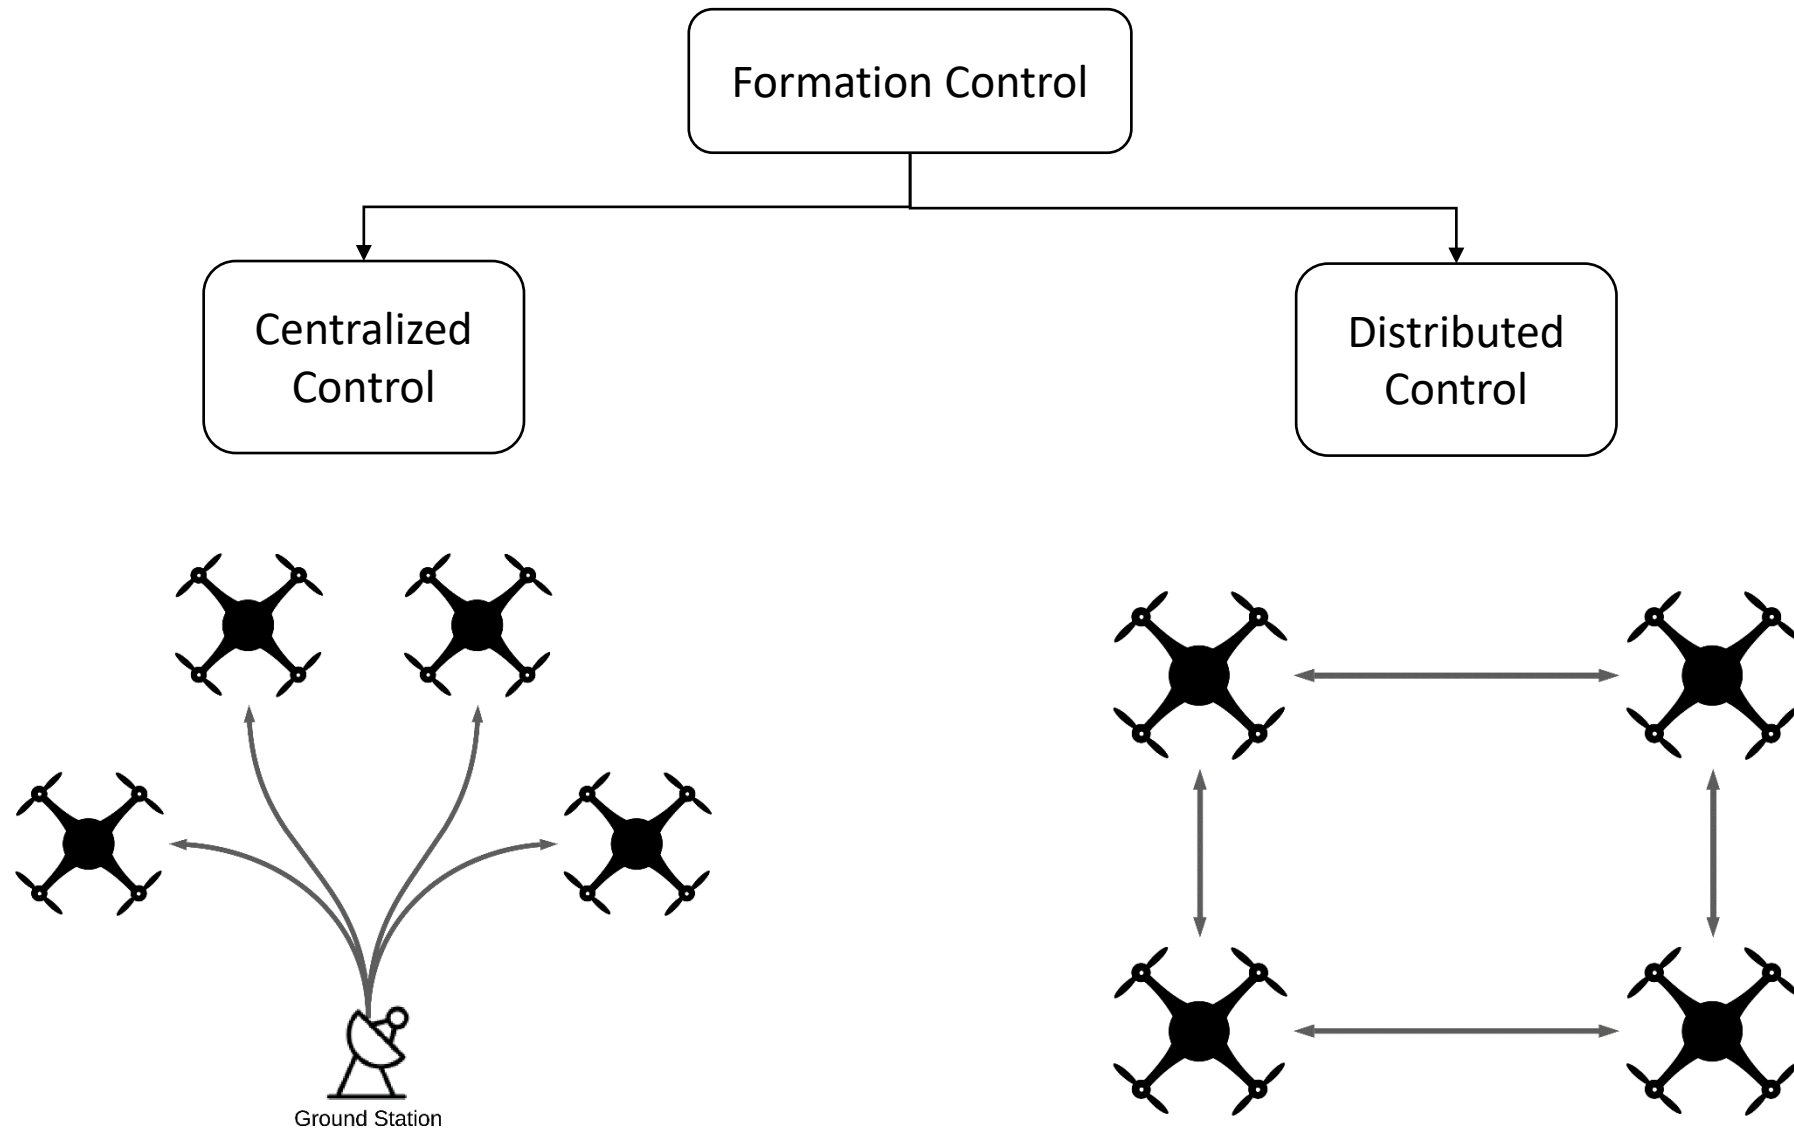 Formation Control
Centralized
Control
Distributed
Control
Ground Station